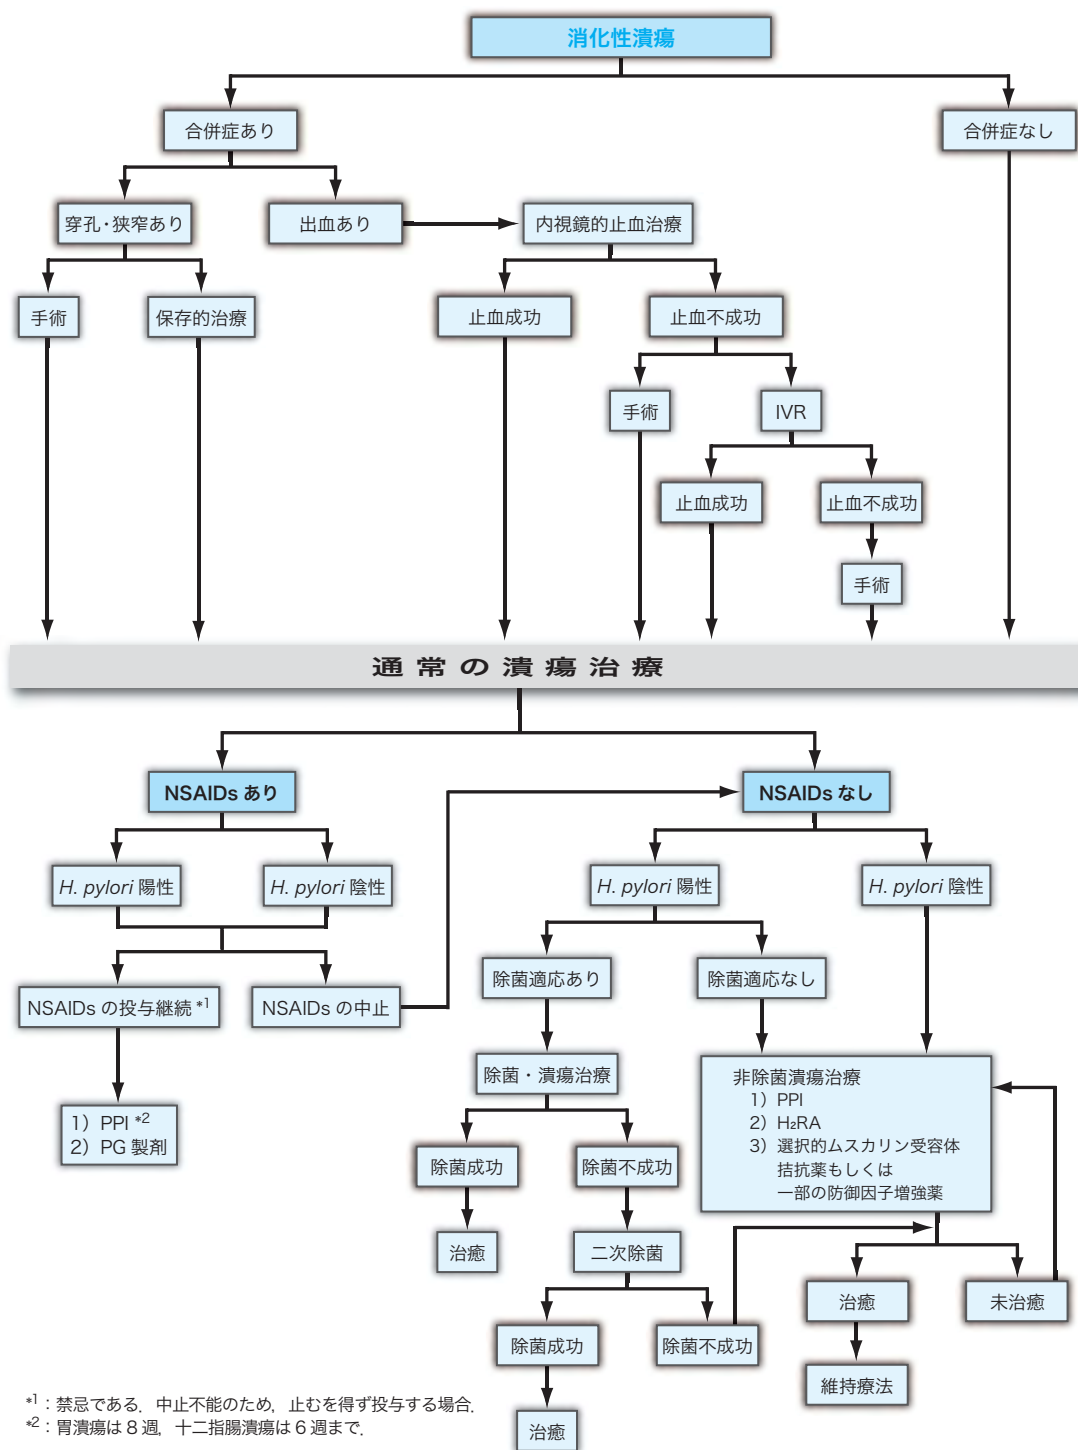 消化性潰瘍
合併症あり
合併症なし
穿孔・狭窄あり
出血あり
内視鏡的止血治療
手術
保存的治療
止血成功
止血不成功
手術
IVR
止血成功
止血不成功
手術
通常の潰瘍治療
NSAIDs あり
NSAIDs なし
H. pylori 陽性
H. pylori 陰性
H. pylori 陽性
H. pylori 陰性
除菌適応あり
除菌適応なし
NSAIDs の投与継続 *1
NSAIDs の中止
除菌・潰瘍治療
非除菌潰瘍治療
1）PPI
2）H₂RA
3）選択的ムスカリン受容体
拮抗薬もしくは
一部の防御因子増強薬
1）PPI *2
2）PG 製剤
除菌成功
除菌不成功
治癒
二次除菌
治癒
未治癒
除菌成功
除菌不成功
維持療法
治癒
*1：禁忌である．中止不能のため，止むを得ず投与する場合．
*2：胃潰瘍は 8 週，十二指腸潰瘍は 6 週まで．